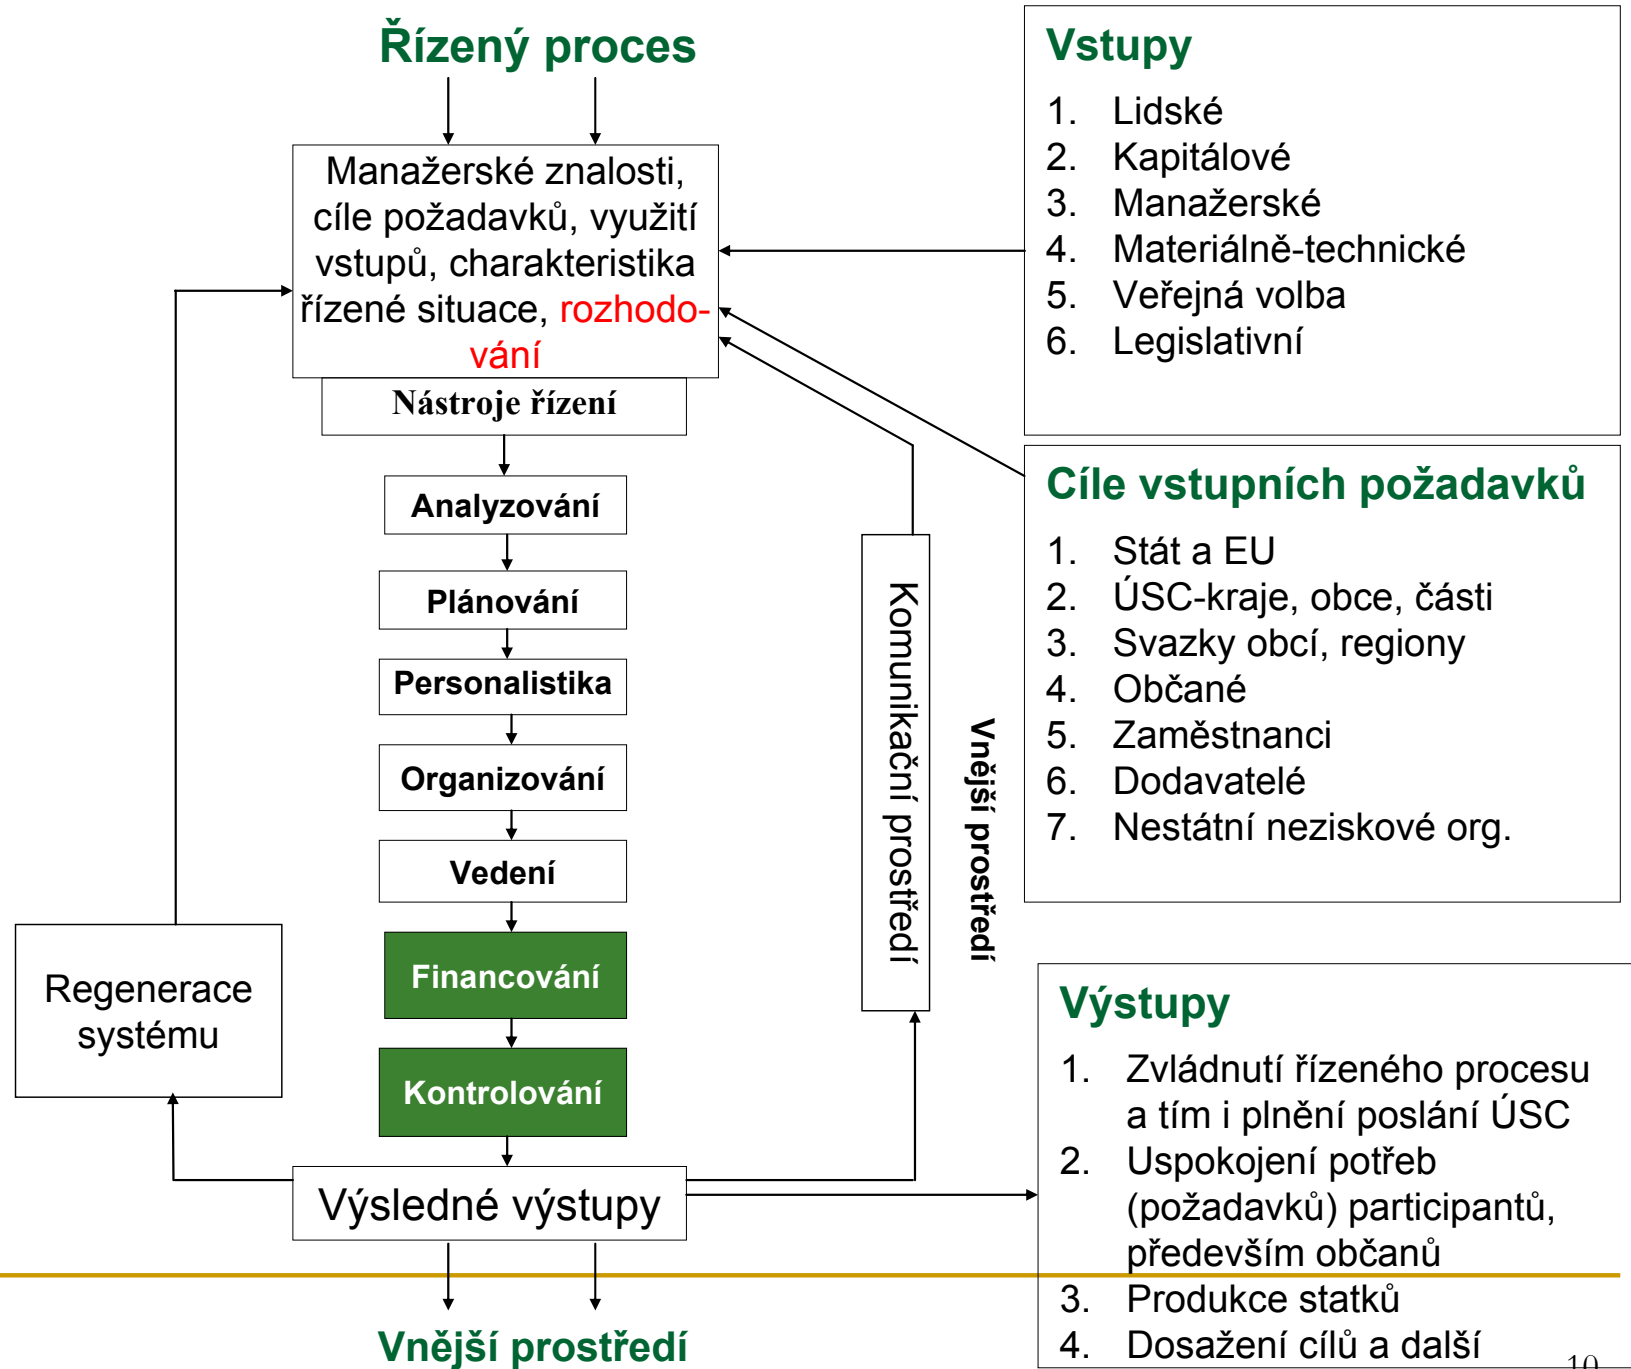 Řízený proces
Manažerské znalosti,
cíle požadavků, využití
vstupů, charakteristika
řízené situace, rozhodo-
vání
Nástroje řízení
Analyzování
Plánování
Personalistika
Organizování
Vedení
Financování
Kontrolování
Výsledné výstupy
Vnější prostředí
Regenerace
systému
Komunikační prostředí
Vnější prostředí
Vstupy
1. Lidské
2. Kapitálové
3. Manažerské
4. Materiálně-technické
5. Veřejná volba
6. Legislativní
Cíle vstupních požadavků
1. Stát a EU
2. ÚSC-kraje, obce, části
3. Svazky obcí, regiony
4. Občané
5. Zaměstnanci
6. Dodavatelé
7. Nestátní neziskové org.
Výstupy
1. Zvládnutí řízeného procesu
a tím i plnění poslání ÚSC
2. Uspokojení potřeb
(požadavků) participantů,
především občanů
3. Produkce statků
4. Dosažení cílů a další
10